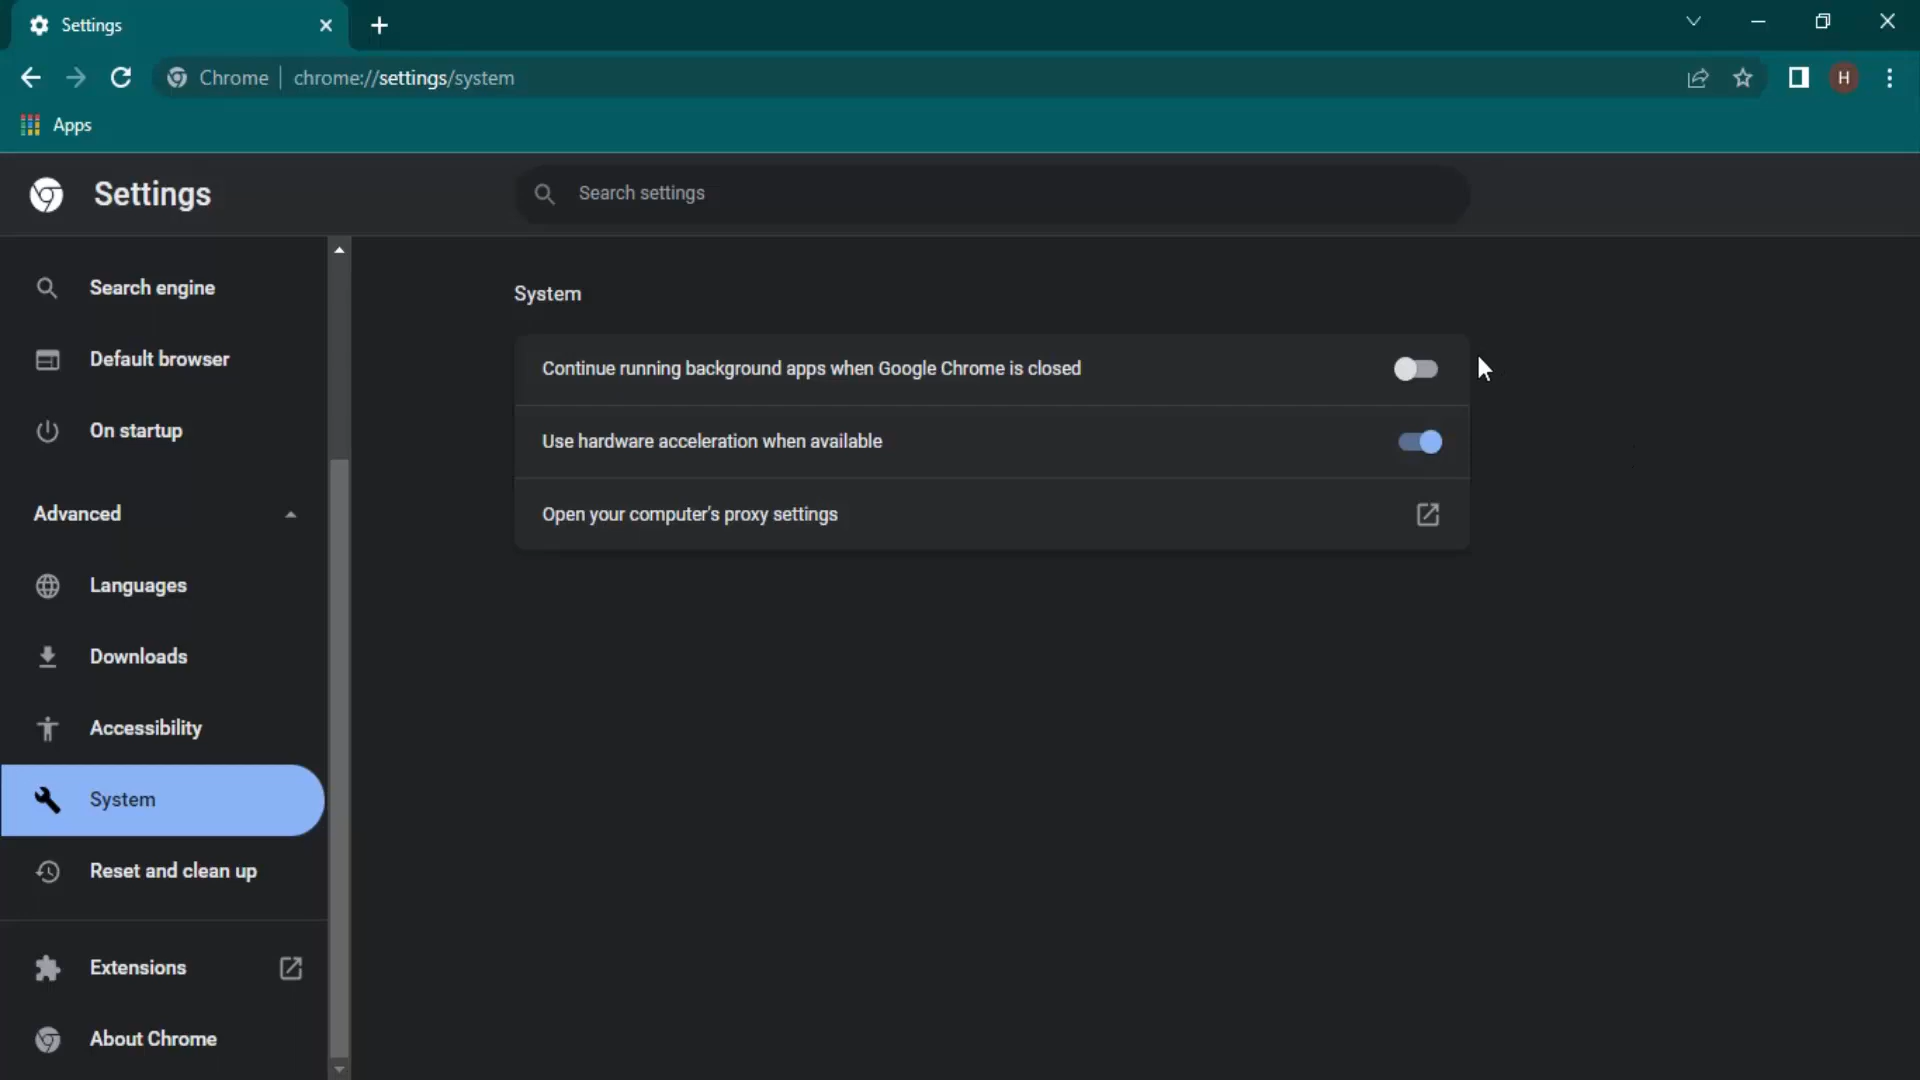 Settings
Chrome | chrome://settings/system
H
Apps
Settings
Search settings
Search engine
Default browser
On startup
Advanced
Languages
Downloads
Accessibility
System
Reset and clean up
Extensions
About Chrome
System
Continue running background apps when Google Chrome is closed
Use hardware acceleration when available
Open your computer's proxy settings